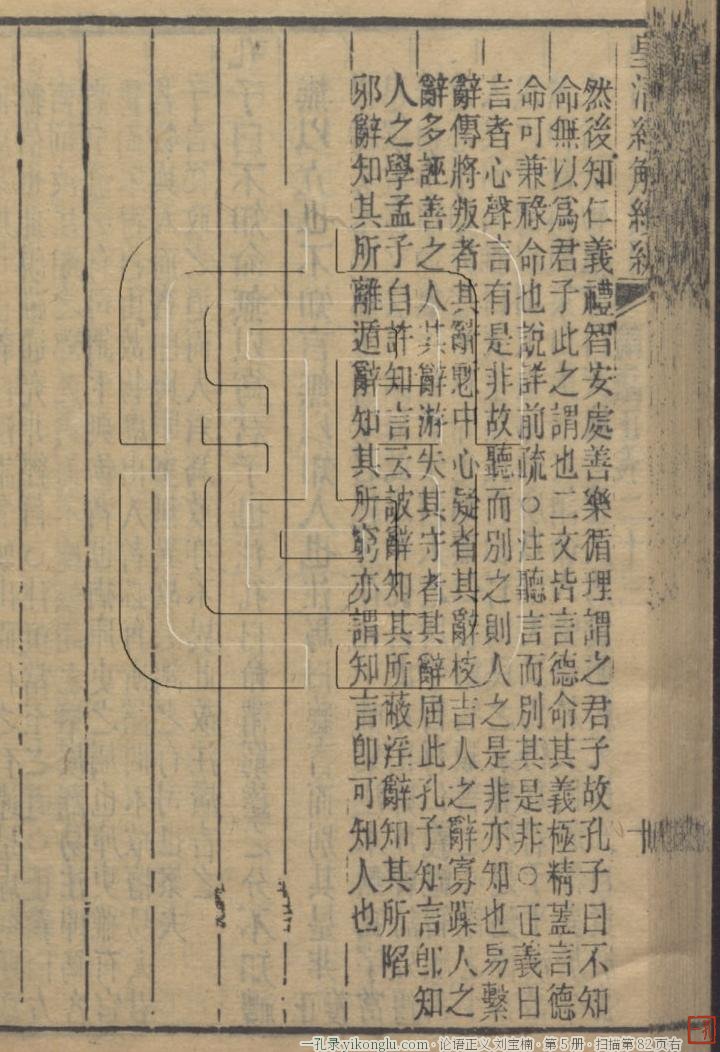 然後知仁義禮智安處善樂循理謂之君子故孔子曰不知
命無以爲君子此之謂也二文皆言德命其義極精蓋言德
命可兼祿命也說詳前疏○注聽言而別其是非○正義曰
言者心聲言有是非故聽而別之則人之是非亦知也易繫
辭傳將叛者其辭慙中心疑者其辭枝吉人之辭寡躁人之
辭多誣善之人其辭游失其守者其辭屈此孔子知言卽知
人之學孟子自許知言云詖辭知其所蔽淫辭知其所陷
邪辭知其所離遁辭知其所窮亦謂知言卽可知人也
一孔录yikonglu.com·论语正义 刘宝楠·第5册·扫描第82页右